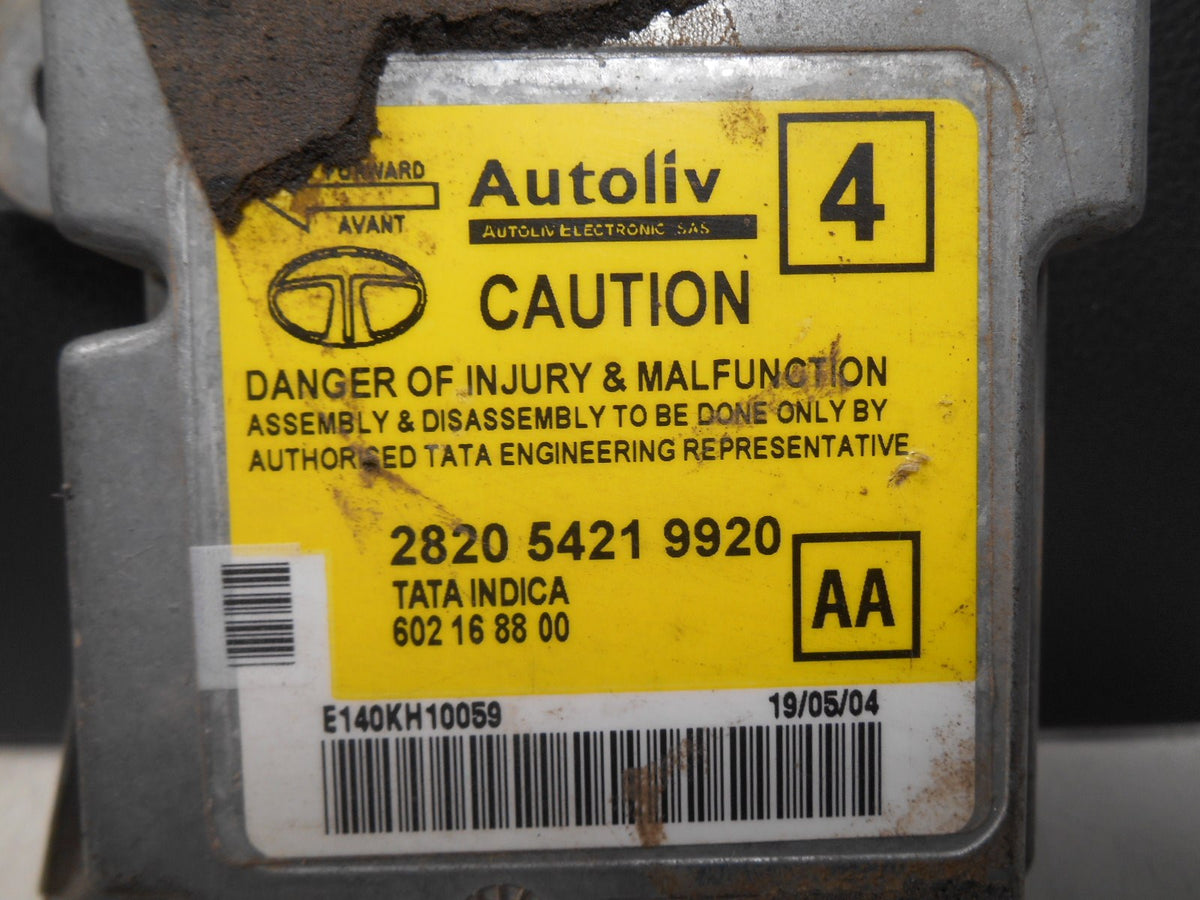 FORWARD
AVANT
Autoliv
AUTOLIV ELECTRONIC SAS
4
CAUTION
DANGER OF INJURY & MALFUNCTION
ASSEMBLY & DISASSEMBLY TO BE DONE ONLY BY
AUTHORISED TATA ENGINEERING REPRESENTATIVE
2820 5421 9920
TATA INDICA
602 16 88 00
AA
E140KH10059
19/05/04